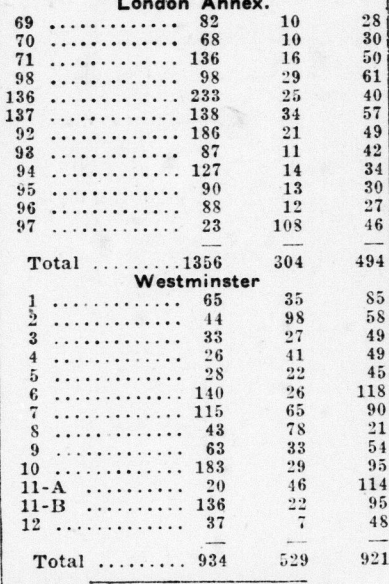 London Annex.
69 .............. 82 10 28
70 .............. 68 10 30
71 .............. 136 16 50
98 .............. 98 29 61
136 .............. 233 25 40
137 .............. 138 34 57
92 .............. 186 21 49
93 .............. 87 11 42
94 .............. 127 14 34
95 .............. 90 13 30
96 .............. 88 12 27
97 .............. 23 108 46
Total .........1356 304 494
Westminster
1 .............. 65 35 85
2 .............. 44 98 58
3 .............. 33 27 49
4 .............. 26 41 49
5 .............. 28 22 45
6 .............. 140 26 118
7 .............. 115 65 90
8 .............. 43 78 21
9 .............. 63 33 54
10 .............. 183 29 95
11-A .......... 20 46 114
11-B .......... 136 22 95
12 .............. 37 7 48
Total ......... 934 529 921